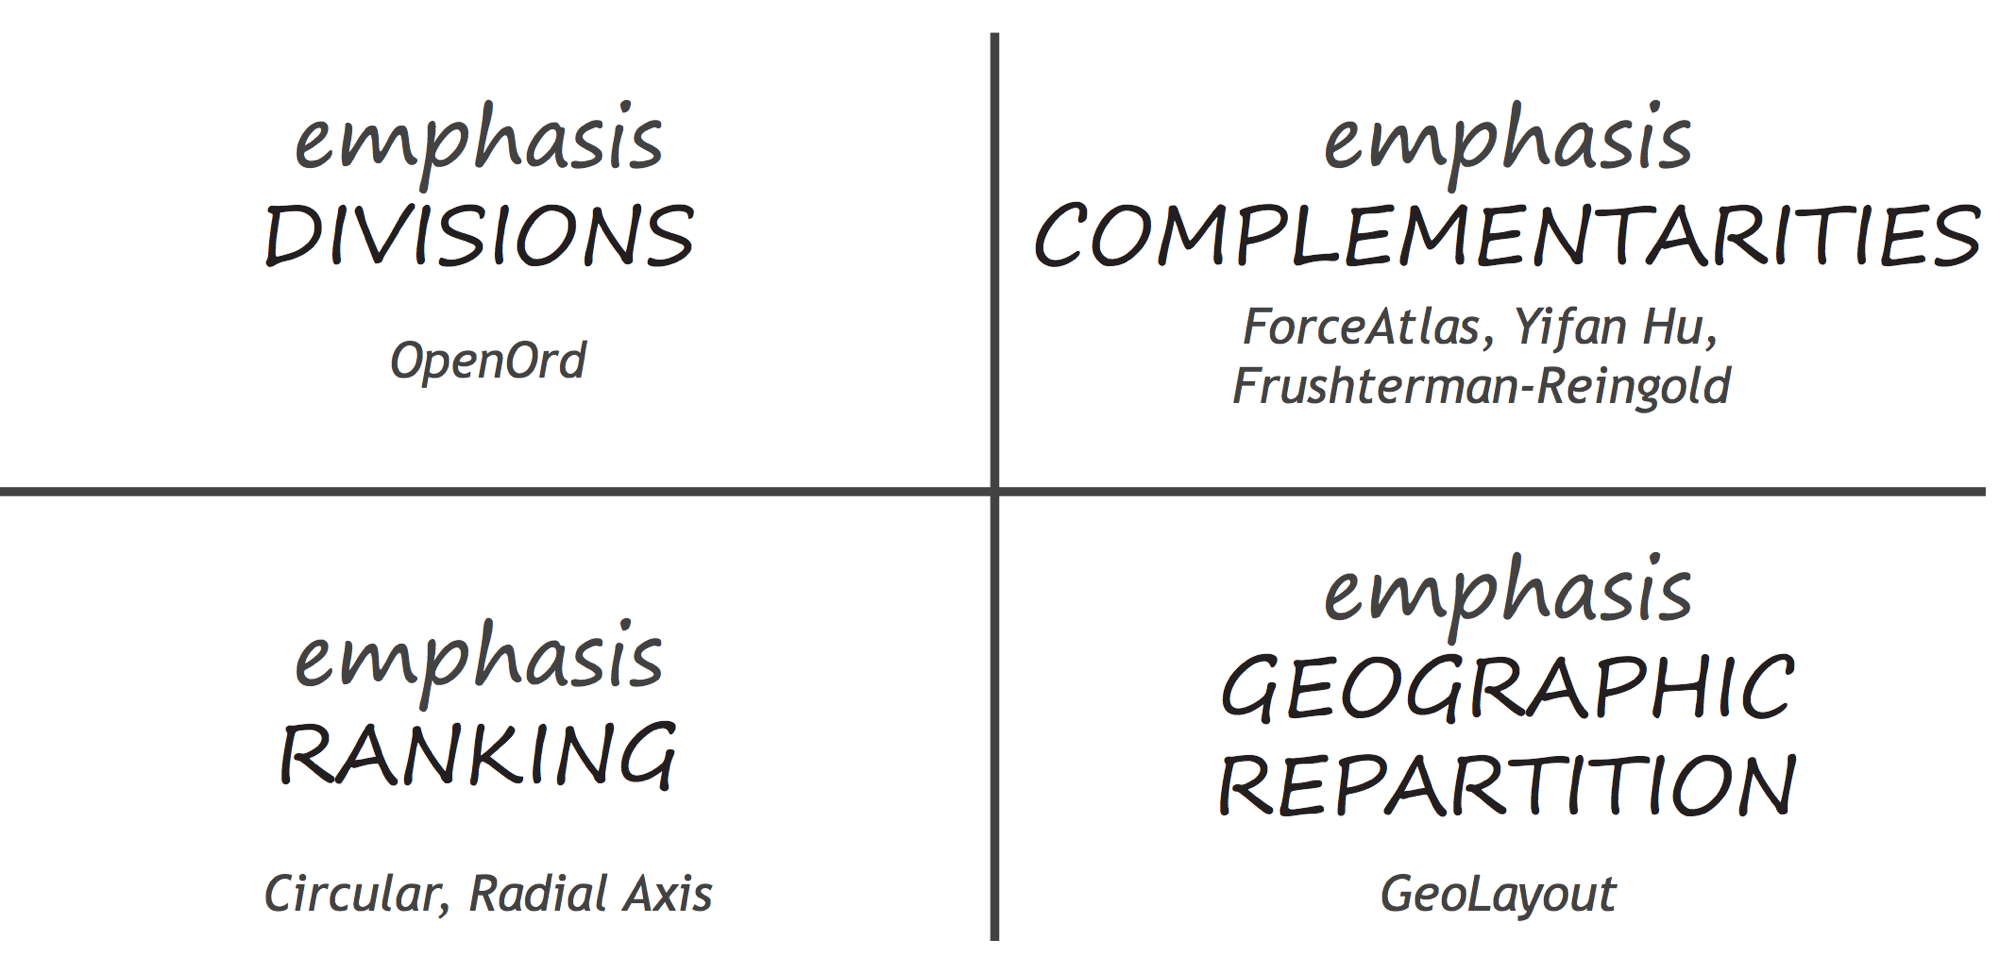 emphasis
DIVISIONS
OpenOrd
emphasis
COMPLEMENTARITIES
ForceAtlas, Yifan Hu,
Frushterman-Reingold
emphasis
RANKING
Circular, Radial Axis
emphasis
GEOGRAPHIC
REPARTITION
GeoLayout